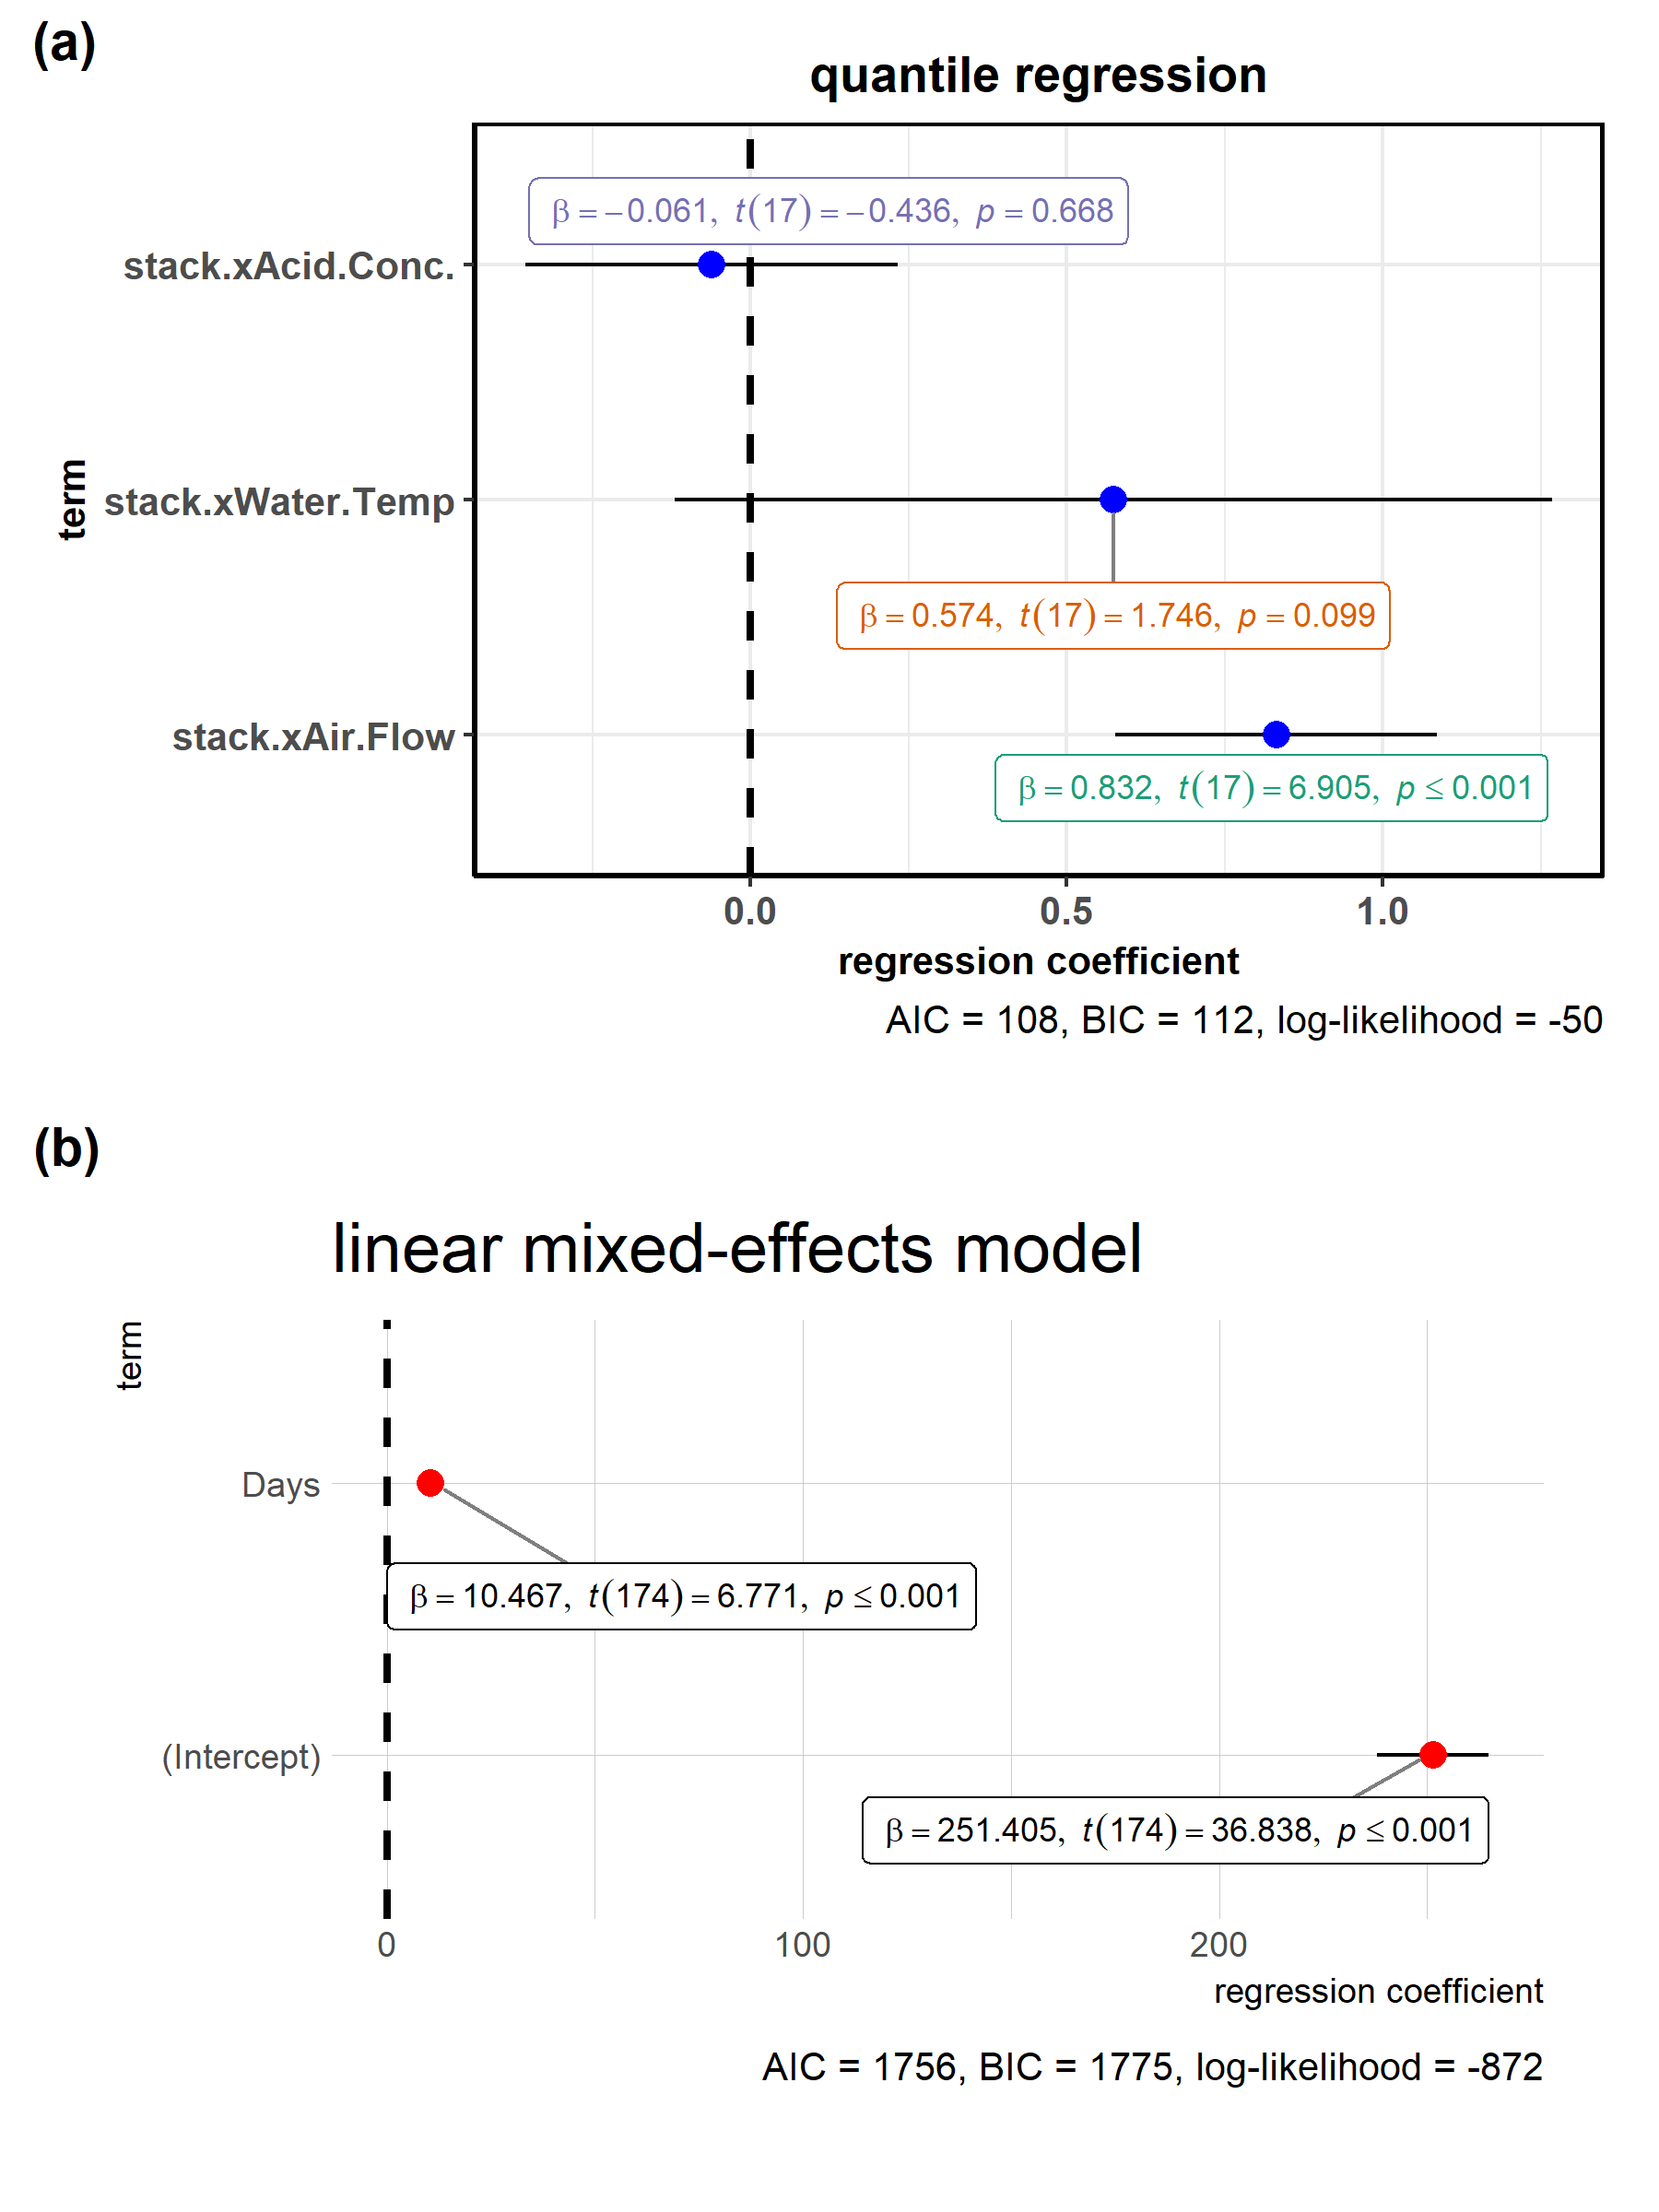 (a)
quantile regression
β = −0.061, t(17) = −0.436, p = 0.668
stack.xAcid.Conc.
term
stack.xWater.Temp
β = 0.574, t(17) = 1.746, p = 0.099
stack.xAir.Flow
β = 0.832, t(17) = 6.905, p ≤ 0.001
0.0 0.5 1.0
regression coefficient
AIC = 108, BIC = 112, log-likelihood = -50
(b)
linear mixed-effects model
term
Days
β = 10.467, t(174) = 6.771, p ≤ 0.001
(Intercept)
β = 251.405, t(174) = 36.838, p ≤ 0.001
0 100 200
regression coefficient
AIC = 1756, BIC = 1775, log-likelihood = -872